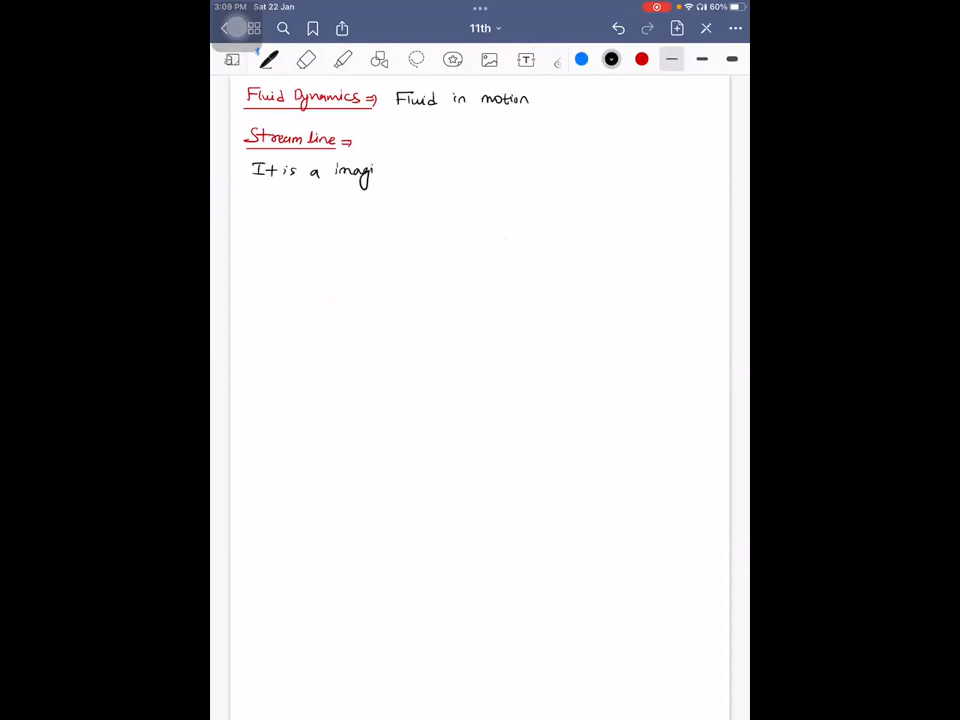 3:09 PM Sat 22 Jan 60%
11th
T
Fluid Dynamics ⇒ Fluid in motion
Stream line ⇒
It is a imagi